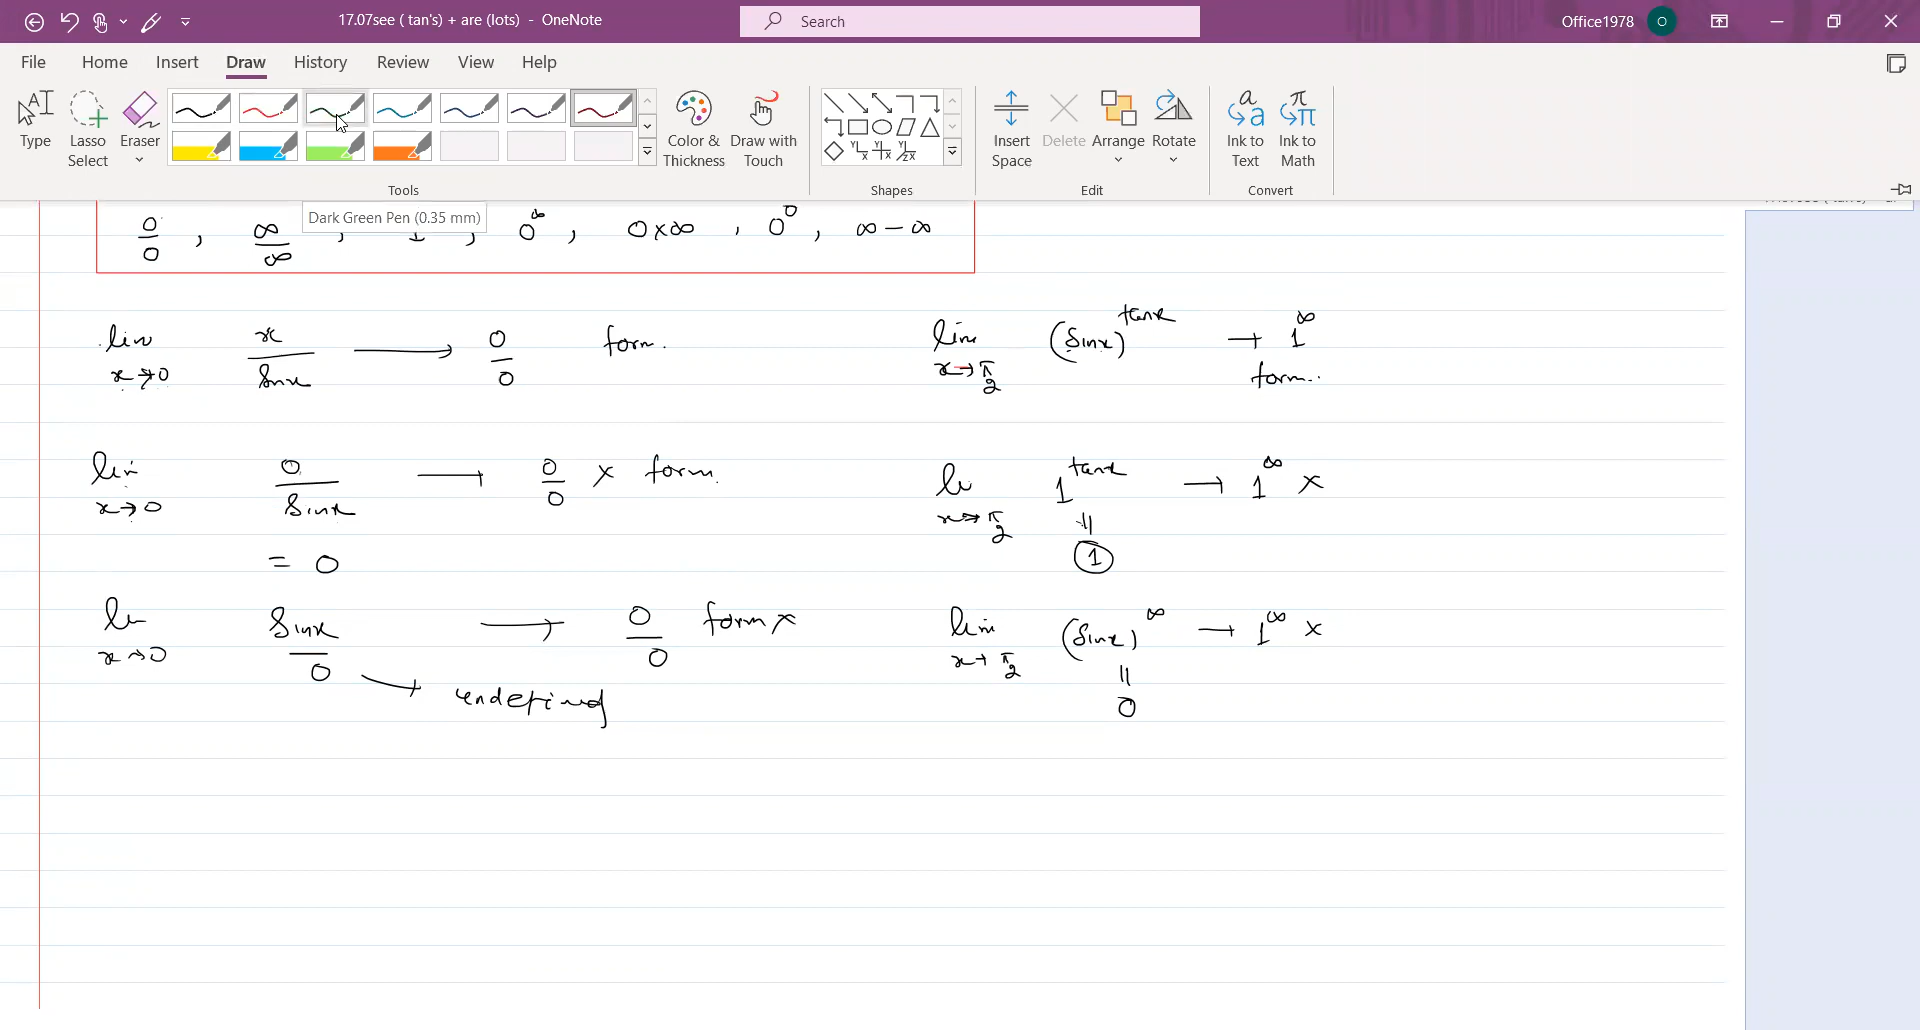 17.07see ( tan's) + are (lots) - OneNote
Search
Office1978
O
File Home Insert Draw History Review View Help
Type
Lasso Select
Eraser
Color & Thickness
Draw with Touch
Insert Space
Delete
Arrange
Rotate
Ink to Text
Ink to Math
Tools
Shapes
Edit
Convert
Dark Green Pen (0.35 mm)
0/0 , ∞/∞ , 1 , 0^∞ , 0×∞ , 0^0 , ∞ − ∞
lim x→0 x/sinx → 0/0 form.
lim x→π/2 (sinx)^tanx → 1^∞ form..
lim x→0 0/sinx → 0/0 × form.
= 0
li x→π/2 1^tanx → 1^∞ ×
=
1
li x→0 sinx/0 → 0/0 form ×
→ undefined
lim x→π/2 (sinx)^∞ → 1^∞ ×
=
0